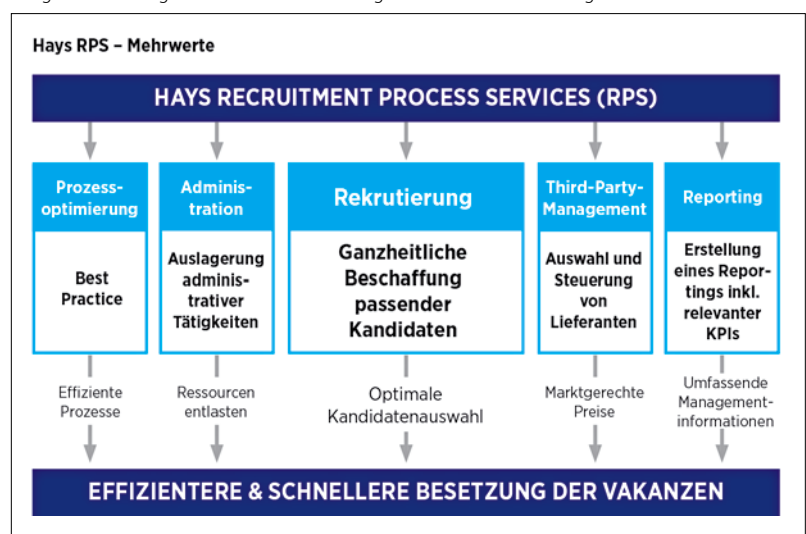 Hays RPS – Mehrwerte
HAYS RECRUITMENT PROCESS SERVICES (RPS)
Prozess-
optimierung
Best
Practice
Effiziente
Prozesse
Adminis-
tration
Auslagerung
adminis-
trativer
Tätigkeiten
Ressourcen
entlasten
Rekrutierung
Ganzheitliche
Beschaffung
passender
Kandidaten
Optimale
Kandidatenauswahl
Third-Party-
Management
Auswahl und
Steuerung
von
Lieferanten
Marktgerechte
Preise
Reporting
Erstellung
eines Repor-
tings inkl.
relevanter
KPIs
Umfassende
Management-
informationen
EFFIZIENTERE & SCHNELLERE BESETZUNG DER VAKANZEN